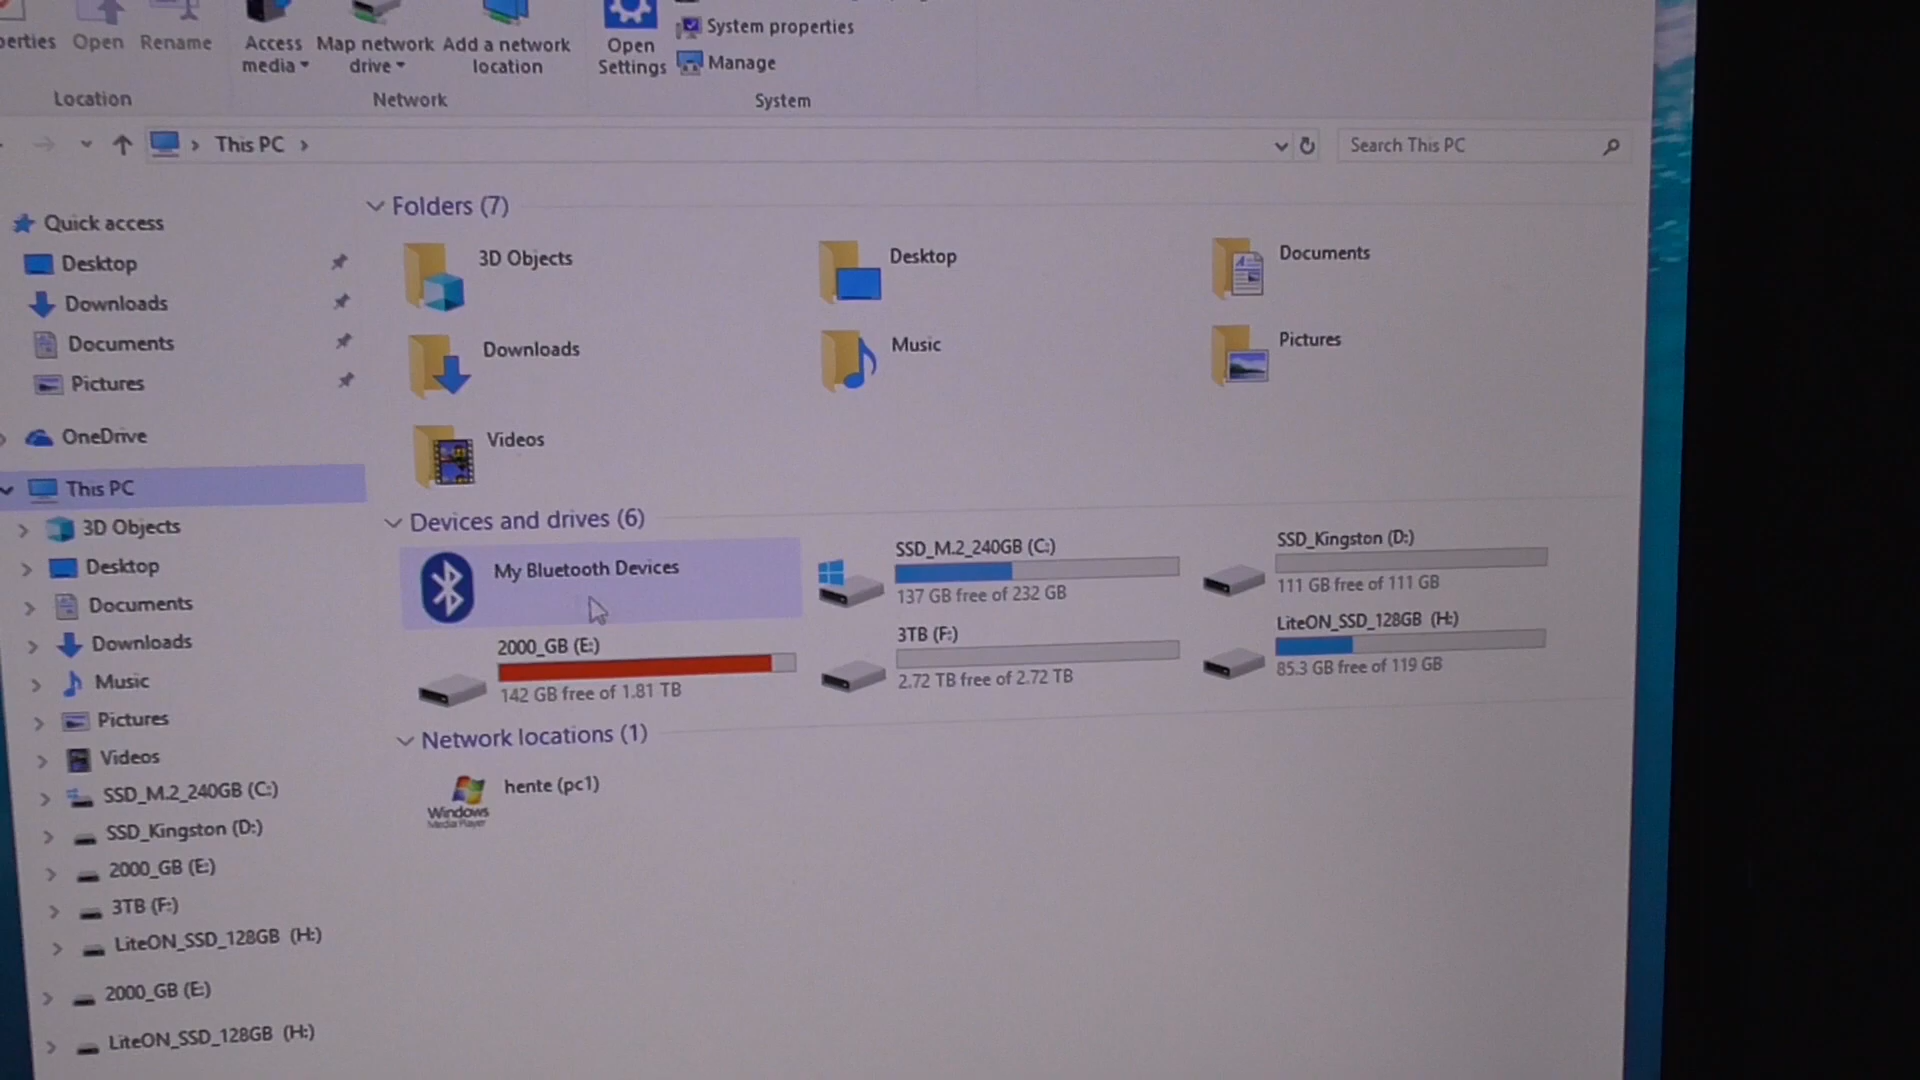 Open
Rename
Access
media
Map network
drive
Add a network
location
Open
Settings
System properties
Manage
Location
Network
System
This PC
Search This PC
Quick access
Desktop
Downloads
Documents
Pictures
OneDrive
This PC
3D Objects
Desktop
Documents
Downloads
Music
Pictures
Videos
SSD_M.2_240GB (C:)
SSD_Kingston (D:)
2000_GB (E:)
3TB (F:)
LiteON_SSD_128GB (H:)
2000_GB (E:)
LiteON_SSD_128GB (H:)
Folders (7)
3D Objects
Desktop
Documents
Downloads
Music
Pictures
Videos
Devices and drives (6)
My Bluetooth Devices
SSD_M.2_240GB (C:)
137 GB free of 232 GB
SSD_Kingston (D:)
111 GB free of 111 GB
2000_GB (E:)
142 GB free of 1.81 TB
3TB (F:)
2.72 TB free of 2.72 TB
LiteON_SSD_128GB (H:)
85.3 GB free of 119 GB
Network locations (1)
Windows
Media Player
hente (pc1)